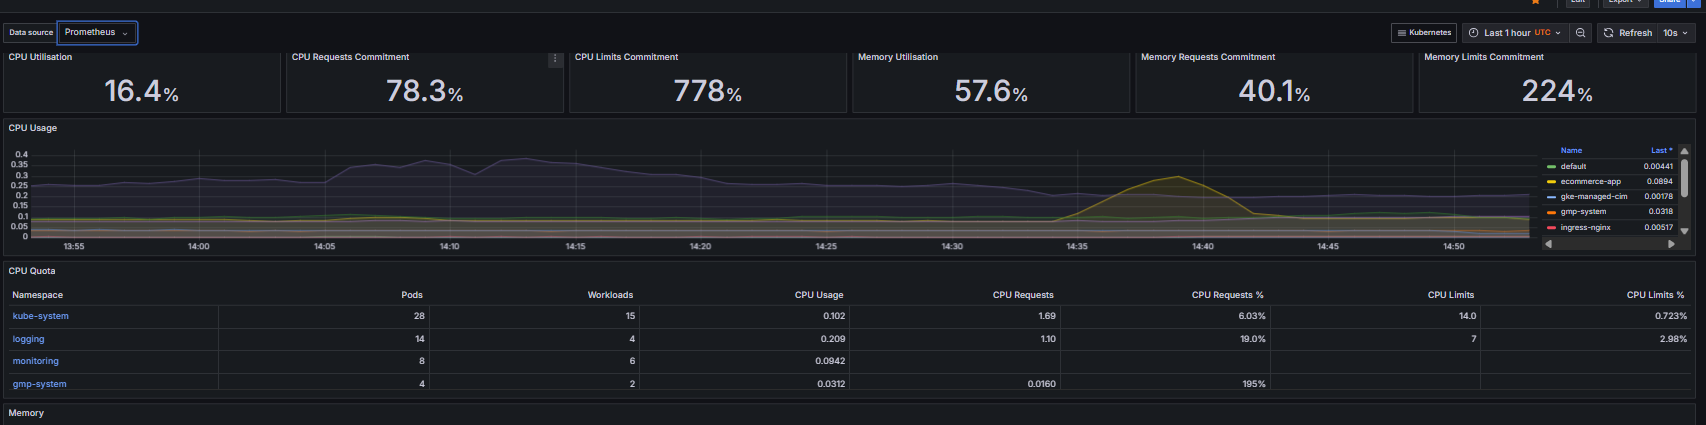 Edit Export Share
Data source Prometheus Kubernetes Last 1 hour UTC Refresh 10s
CPU Utilisation CPU Requests Commitment CPU Limits Commitment Memory Utilisation Memory Requests Commitment Memory Limits Commitment
16.4% 78.3% 778% 57.6% 40.1% 224%
CPU Usage
0.4
0.35
0.3
0.25
0.2
0.15
0.1
0.05
0
13:55 14:00 14:05 14:10 14:15 14:20 14:25 14:30 14:35 14:40 14:45 14:50
Name Last *
default 0.00441
ecommerce-app 0.0894
gke-managed-cim 0.00178
gmp-system 0.0318
ingress-nginx 0.00517
CPU Quota
Namespace Pods Workloads CPU Usage CPU Requests CPU Requests % CPU Limits CPU Limits %
kube-system 28 15 0.102 1.69 6.03% 14.0 0.723%
logging 14 4 0.209 1.10 19.0% 7 2.98%
monitoring 8 6 0.0942
gmp-system 4 2 0.0312 0.0160 195%
Memory